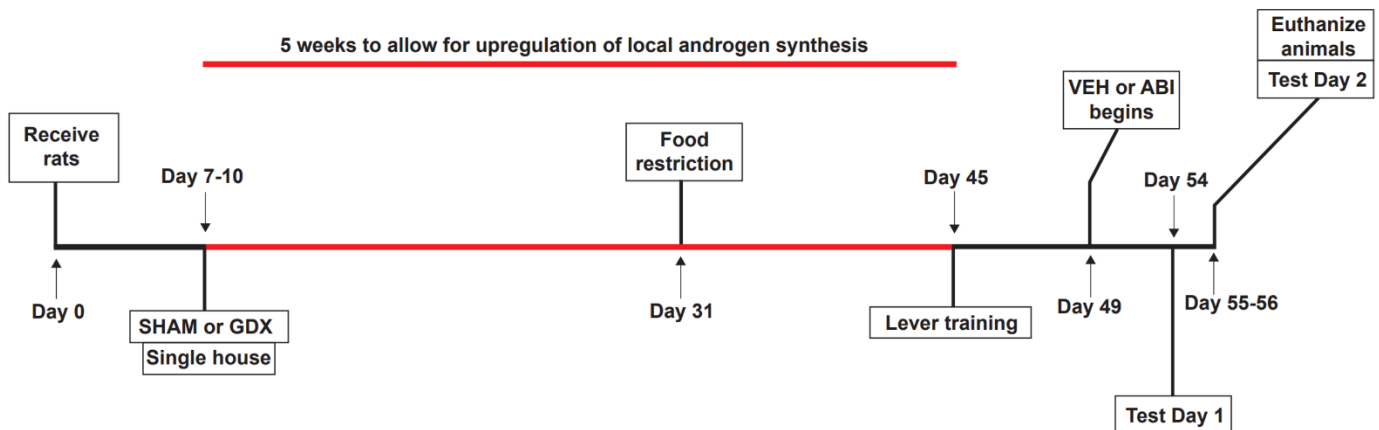 5 weeks to allow for upregulation of local androgen synthesis
Receive
rats
Day 0
Day 7-10
SHAM or GDX
Single house
Food
restriction
Day 31
Day 45
Lever training
VEH or ABI
begins
Day 49
Day 54
Test Day 1
Euthanize
animals
Test Day 2
Day 55-56